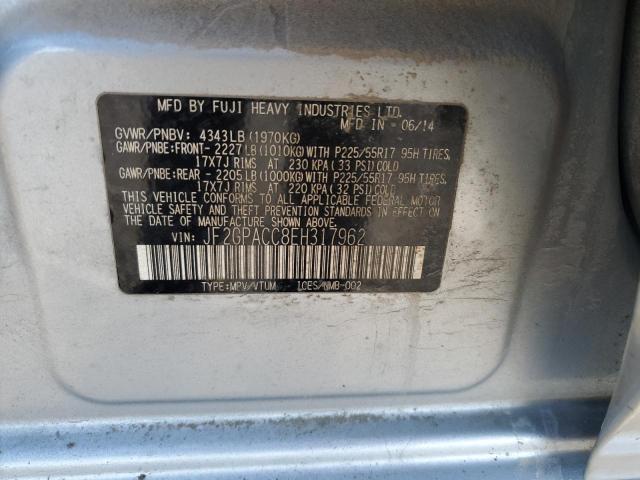 MFD BY FUJI HEAVY INDUSTRIES LTD.
MFD IN - 06/14
GVWR/PNBV: 4343LB(1970KG)
GAWR/PNBE:FRONT- 2227LB(1010KG)WITH P225/55R17 95H TIRES,
17X7J RIMS AT 230 KPA(33 PSI)COLD
GAWR/PNBE:REAR - 2205LB(1000KG)WITH P225/55R17 95H TIRES,
17X7J RIMS AT 220 KPA(32 PSI)COLD
THIS VEHICLE CONFORMS TO ALL APPLICABLE FEDERAL MOTOR
VEHICLE SAFETY AND THEFT PREVENTION STANDARDS IN EFFECT ON
THE DATE OF MANUFACTURE SHOWN ABOVE.
VIN: JF2GPACC8EH317962
TYPE:MPV/VTUM ICES/NMB-002